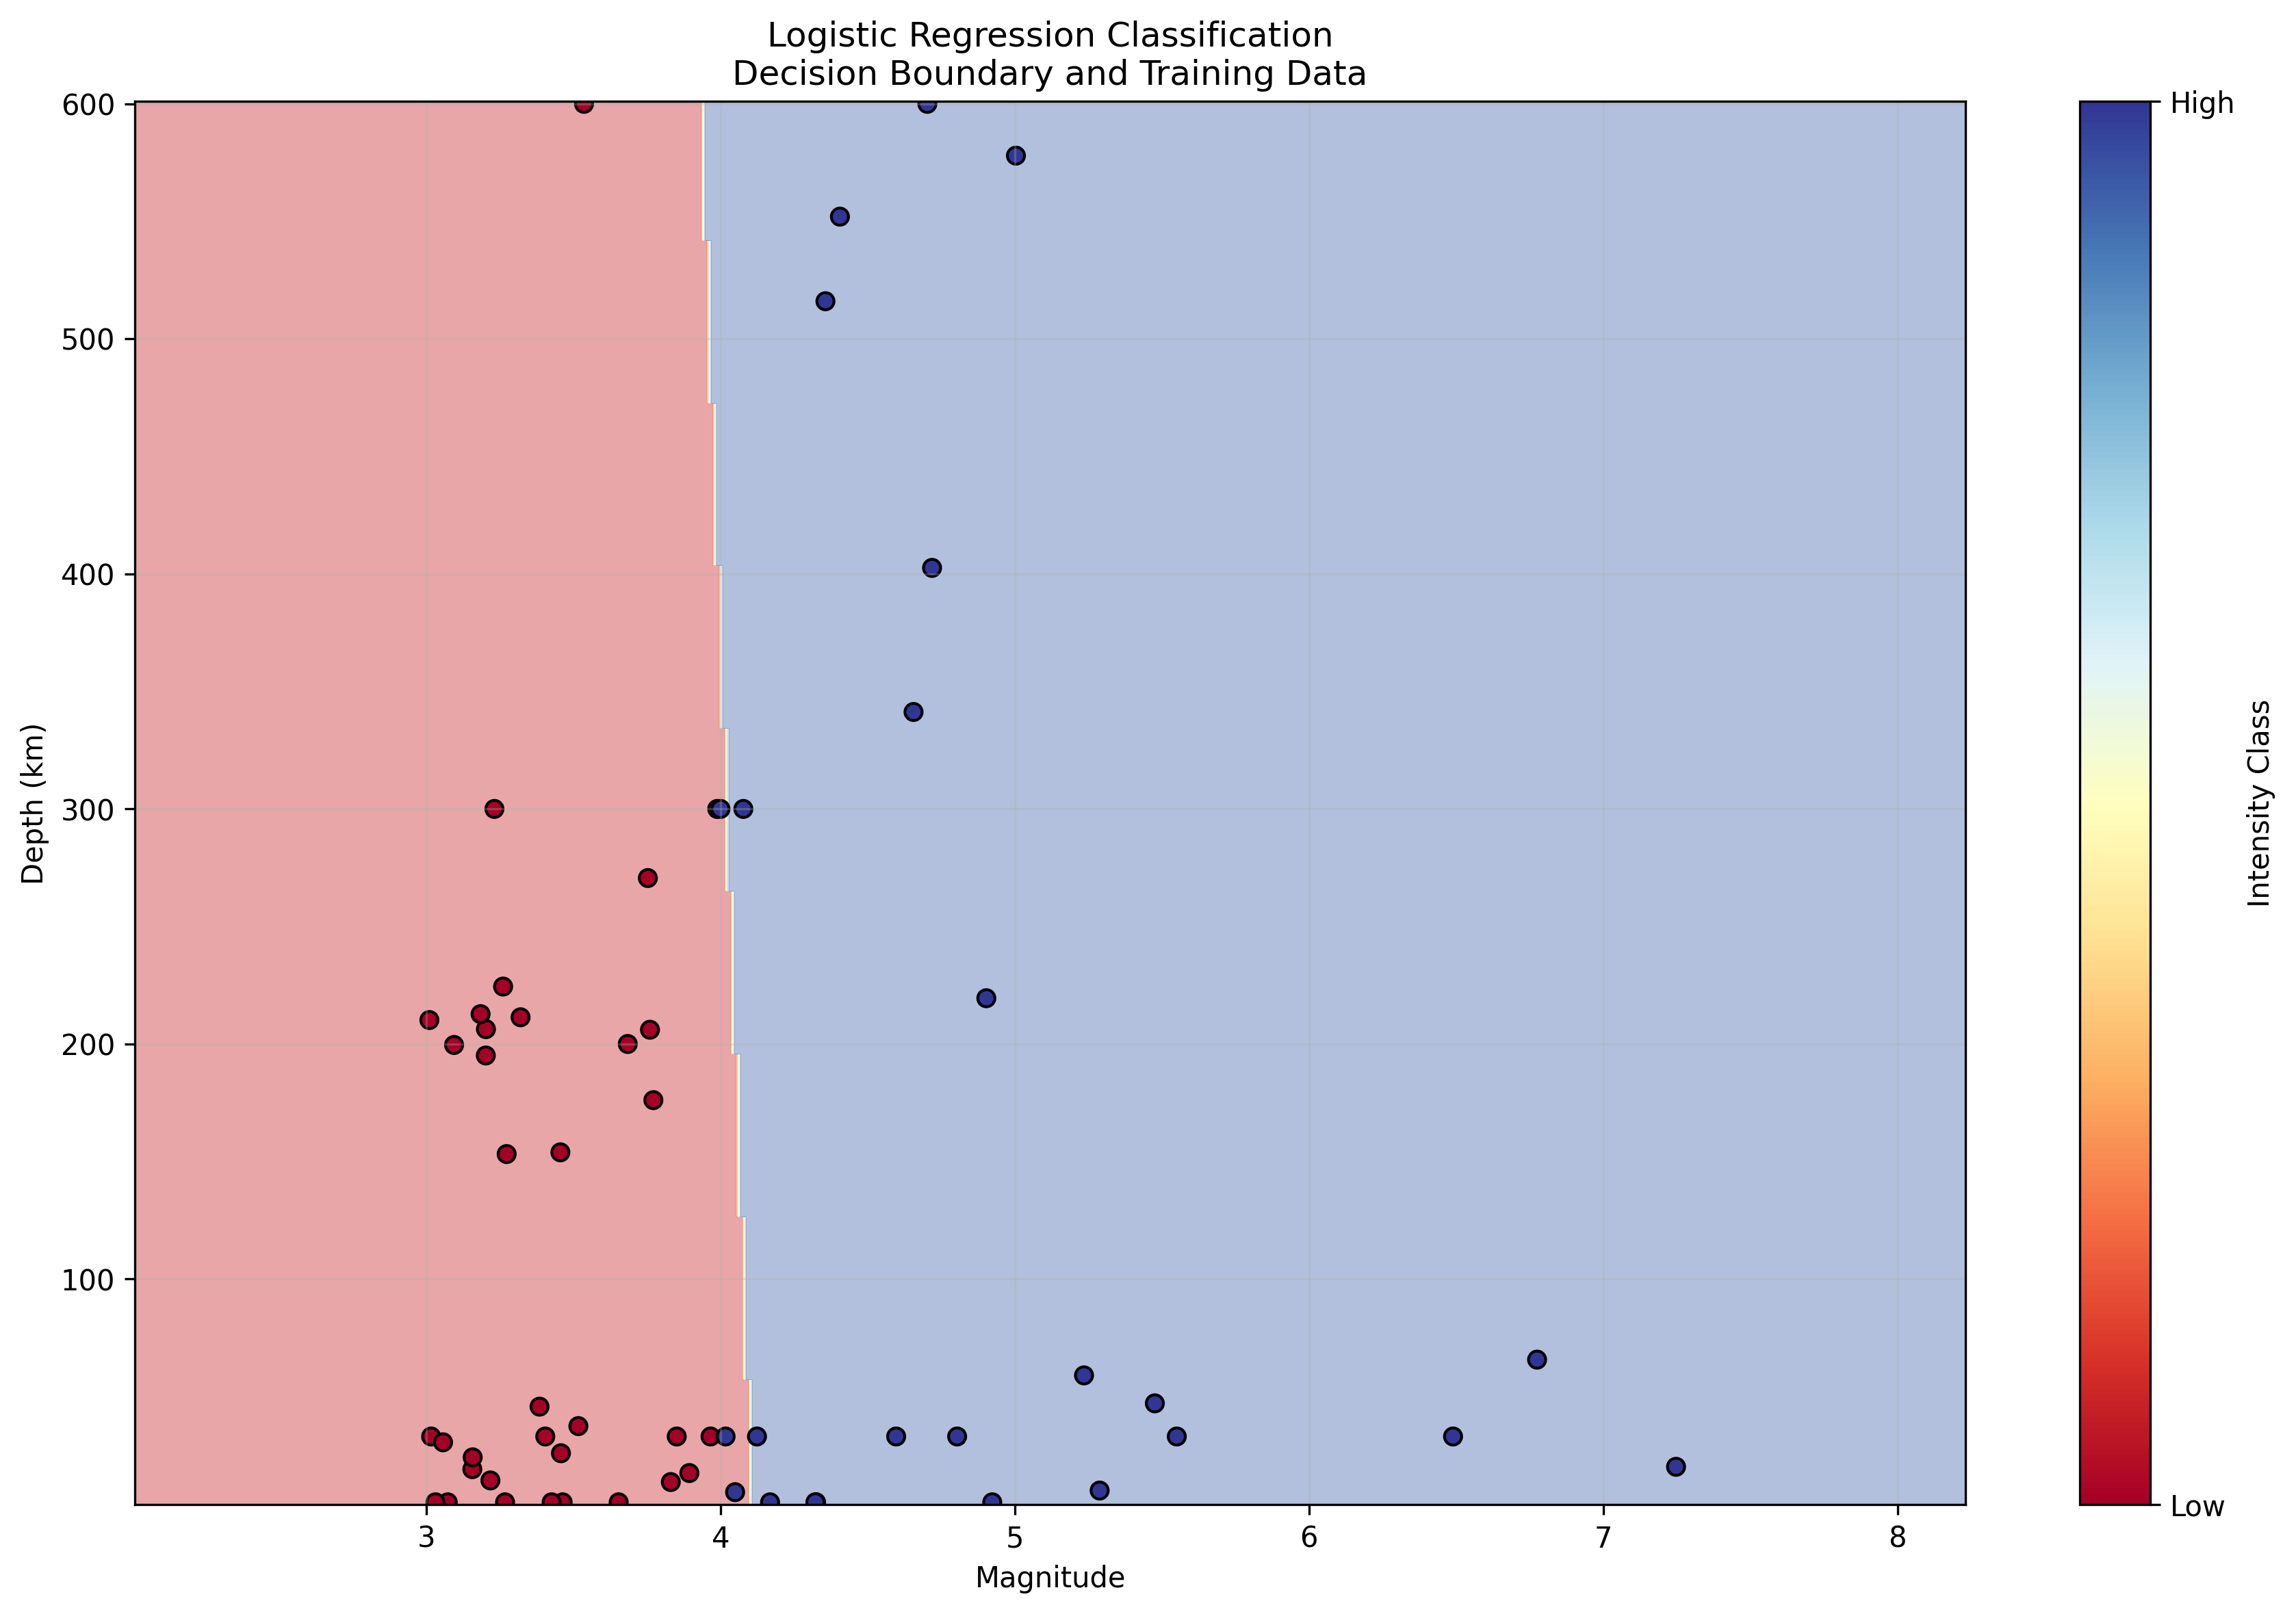 Logistic Regression Classification
Decision Boundary and Training Data
600
500
400
300
200
100
Depth (km)
3 4 5 6 7 8
Magnitude
High
Low
Intensity Class